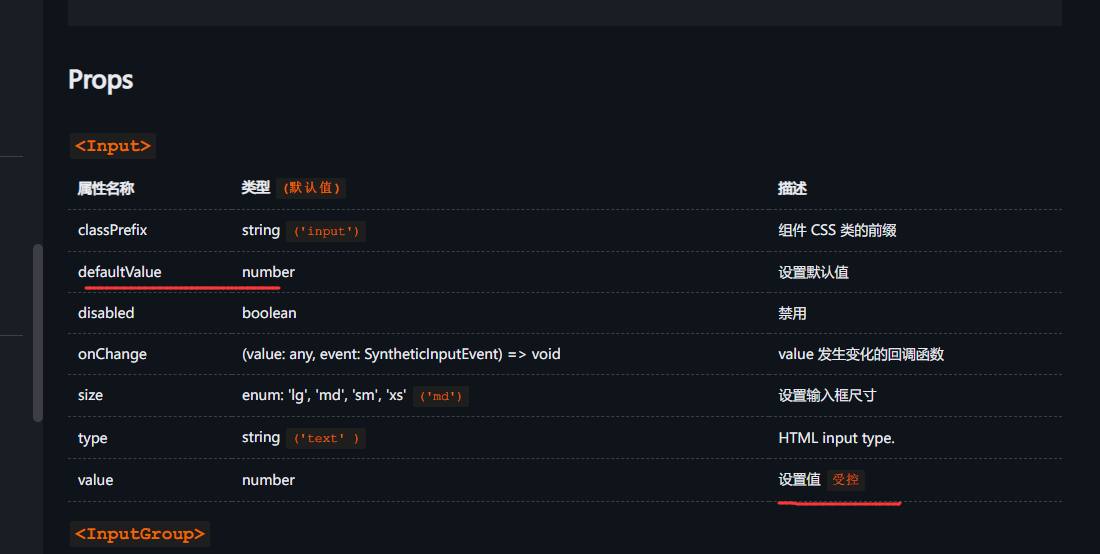 Props
<Input>
属性名称 类型 (默认值) 描述
classPrefix string ('input') 组件 CSS 类的前缀
defaultValue number 设置默认值
disabled boolean 禁用
onChange (value: any, event: SyntheticInputEvent) => void value 发生变化的回调函数
size enum: 'lg', 'md', 'sm', 'xs' ('md') 设置输入框尺寸
type string ('text' ) HTML input type.
value number 设置值 受控
<InputGroup>